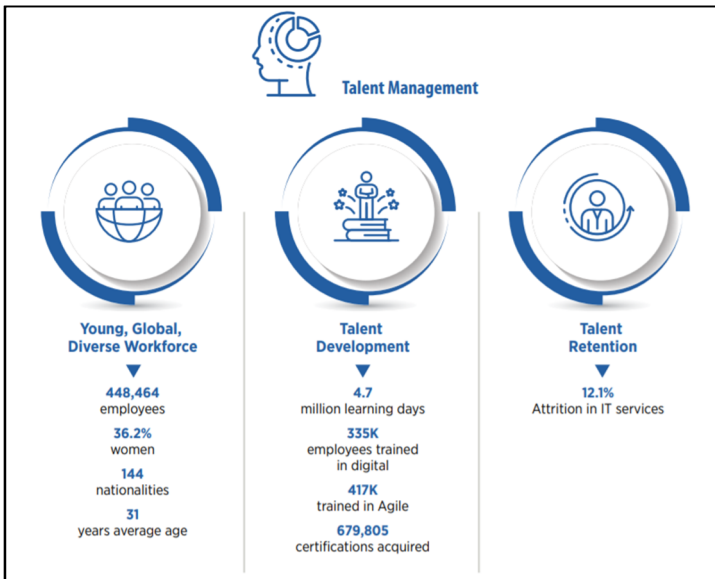 Talent Management
Young, Global,
Diverse Workforce
448,464
employees
36.2%
women
144
nationalities
31
years average age
Talent
Development
4.7
million learning days
335K
employees trained
in digital
417K
trained in Agile
679,805
certifications acquired
Talent
Retention
12.1%
Attrition in IT services